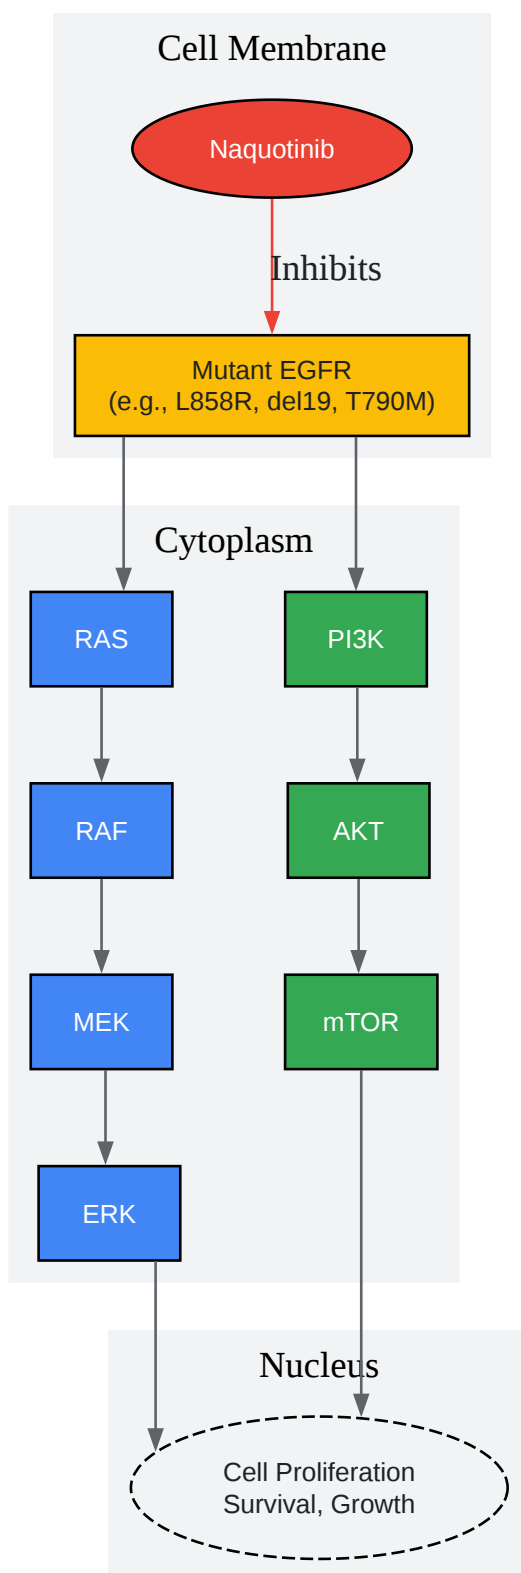 Cell Membrane
Naquotinib
Inhibits
Mutant EGFR
(e.g., L858R, del19, T790M)
Cytoplasm
RAS
PI3K
RAF
AKT
MEK
mTOR
ERK
Nucleus
Cell Proliferation
Survival, Growth